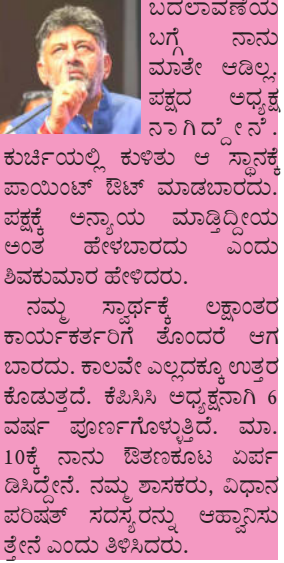 ಬದಲಾವಣೆಯ
ಬಗ್ಗೆ ನಾನು
ಮಾತೇ ಆಡಿಲ್ಲ.
ಪಕ್ಷದ ಅಧ್ಯಕ್ಷ
ನಾಗಿದ್ದೇನೆ.
ಕುರ್ಚಿಯಲ್ಲಿ ಕುಳಿತು ಆ ಸ್ಥಾನಕ್ಕೆ
ಪಾಯಿಂಟ್ ಔಟ್ ಮಾಡಬಾರದು.
ಪಕ್ಷಕ್ಕೆ ಅನ್ಯಾಯ ಮಾಡ್ತಿದ್ದೀಯ
ಅಂತ ಹೇಳಬಾರದು ಎಂದು
ಶಿವಕುಮಾರ ಹೇಳಿದರು.
ನಮ್ಮ ಸ್ವಾರ್ಥಕ್ಕೆ ಲಕ್ಷಾಂತರ
ಕಾರ್ಯಕರ್ತರಿಗೆ ತೊಂದರೆ ಆಗ
ಬಾರದು. ಕಾಲವೇ ಎಲ್ಲದಕ್ಕೂ ಉತ್ತರ
ಕೊಡುತ್ತದೆ. ಕೆಪಿಸಿಸಿ ಅಧ್ಯಕ್ಷನಾಗಿ 6
ವರ್ಷ ಪೂರ್ಣಗೊಳ್ಳುತ್ತಿದೆ. ಮಾ.
10ಕ್ಕೆ ನಾನು ಔತಣಕೂಟ ಏರ್ಪ
ಡಿಸಿದ್ದೇನೆ. ನಮ್ಮ ಶಾಸಕರು, ವಿಧಾನ
ಪರಿಷತ್ ಸದಸ್ಯರನ್ನು ಆಹ್ವಾನಿಸು
ತ್ತೇನೆ ಎಂದು ತಿಳಿಸಿದರು.